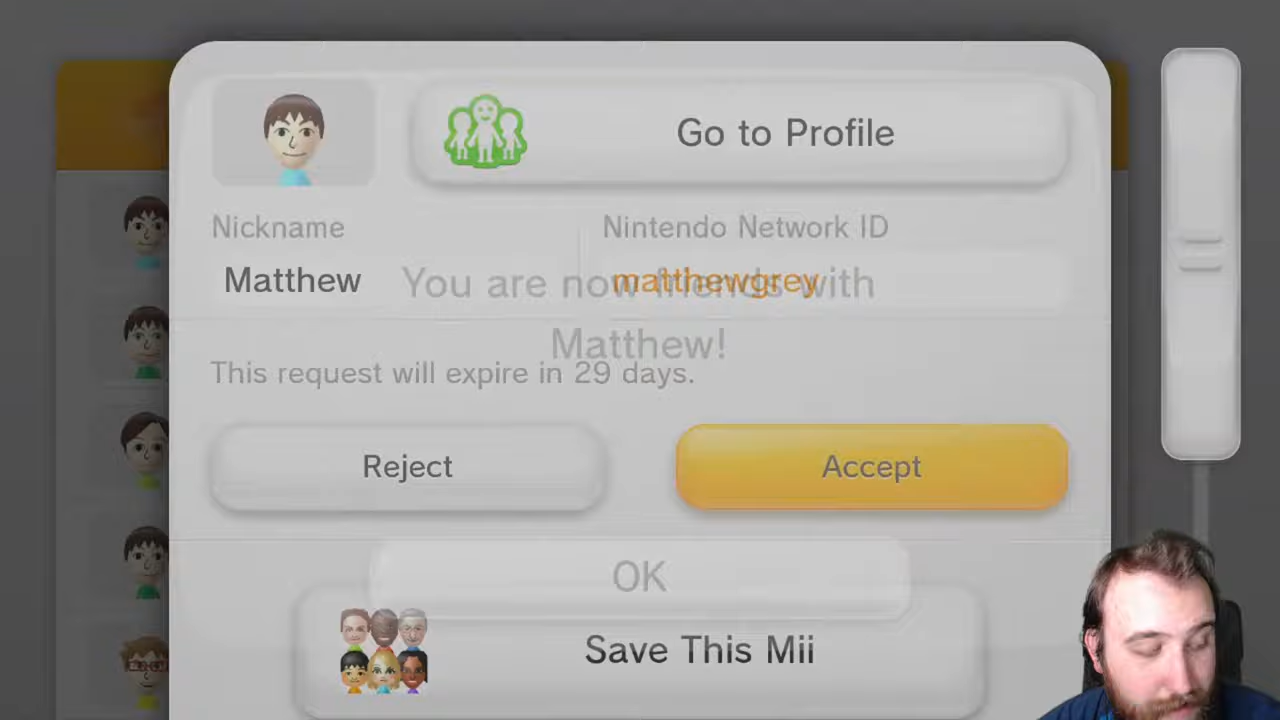 Go to Profile
Nickname
Nintendo Network ID
Matthew
matthewgrey
You are now friends with
Matthew!
This request will expire in 29 days.
Reject
Accept
OK
Save This Mii